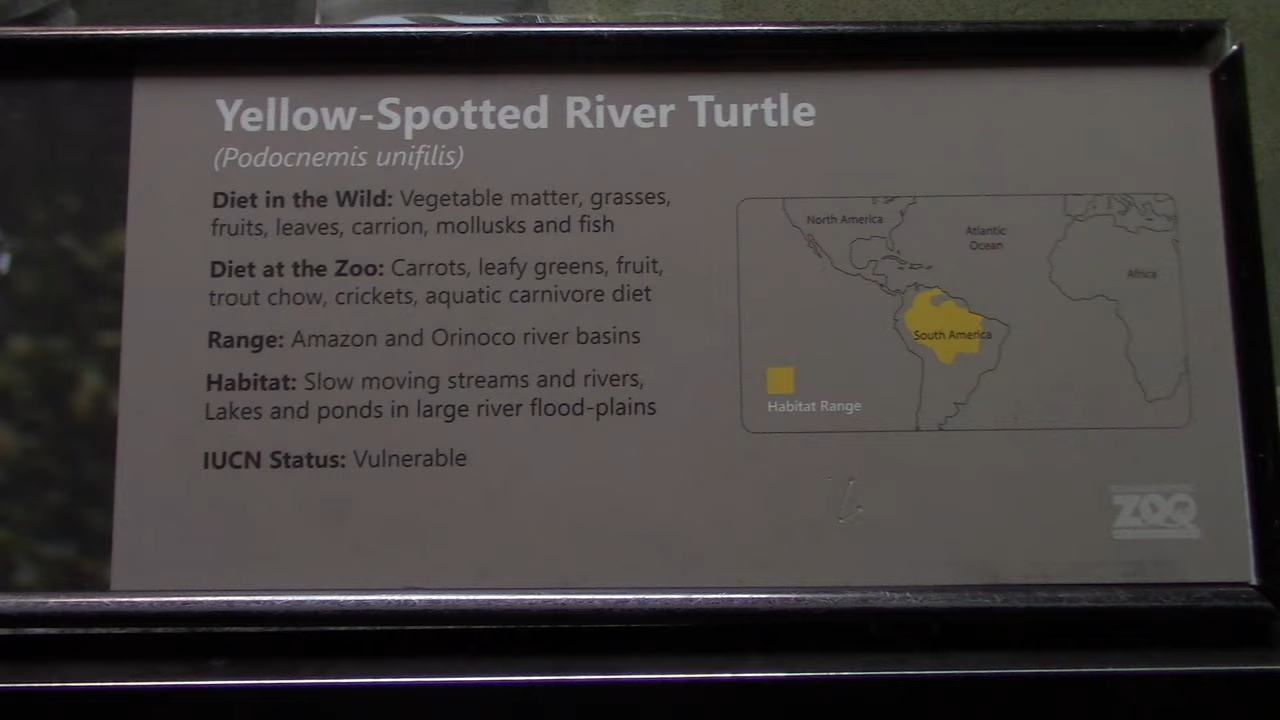 Yellow-Spotted River Turtle
(Podocnemis unifilis)
Diet in the Wild: Vegetable matter, grasses,
fruits, leaves, carrion, mollusks and fish
Diet at the Zoo: Carrots, leafy greens, fruit,
trout chow, crickets, aquatic carnivore diet
Range: Amazon and Orinoco river basins
Habitat: Slow moving streams and rivers,
Lakes and ponds in large river flood-plains
IUCN Status: Vulnerable
North America
Atlantic
Ocean
Africa
South America
Habitat Range
ZOO